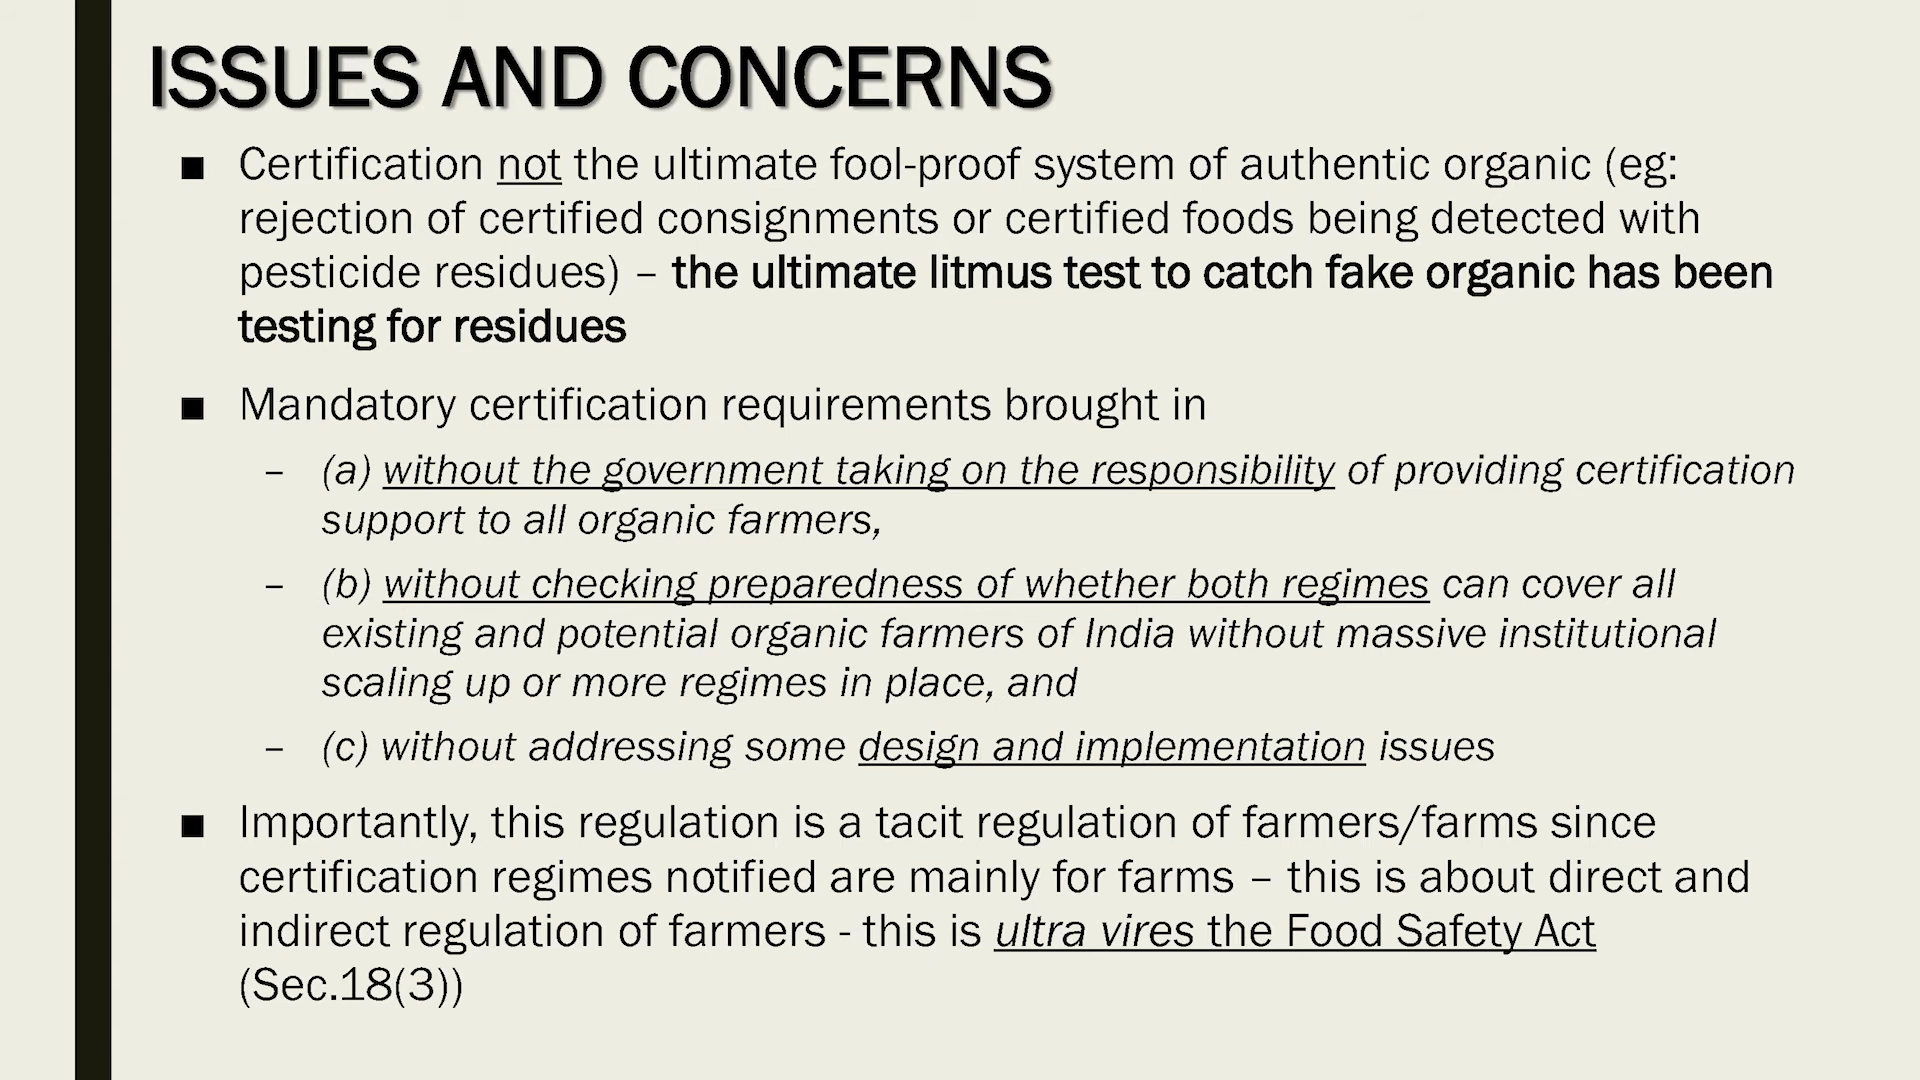 ISSUES AND CONCERNS
■ Certification not the ultimate fool-proof system of authentic organic (eg:
rejection of certified consignments or certified foods being detected with
pesticide residues) – the ultimate litmus test to catch fake organic has been
testing for residues
■ Mandatory certification requirements brought in
– (a) without the government taking on the responsibility of providing certification
support to all organic farmers,
– (b) without checking preparedness of whether both regimes can cover all
existing and potential organic farmers of India without massive institutional
scaling up or more regimes in place, and
– (c) without addressing some design and implementation issues
■ Importantly, this regulation is a tacit regulation of farmers/farms since
certification regimes notified are mainly for farms – this is about direct and
indirect regulation of farmers - this is ultra vires the Food Safety Act
(Sec.18(3))